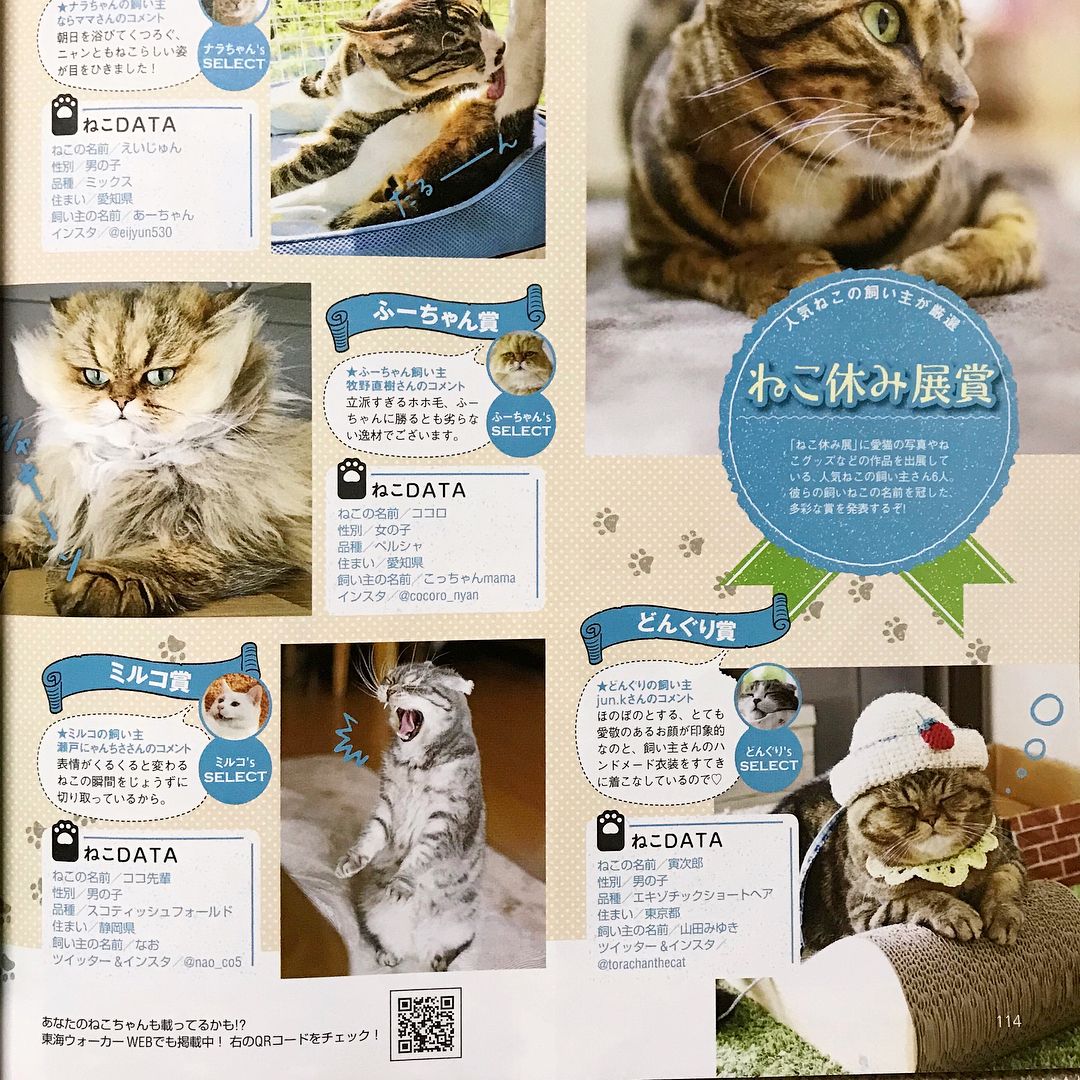 ★ナラちゃんの飼い主
ならママさんのコメント
朝日を浴びてくつろぐ、
ニャンともねこらしい姿
が目をひきました！
ナラちゃん's
SELECT
ねこDATA
ねこの名前／えいじゅん
性別／男の子
品種／ミックス
住まい／愛知県
飼い主の名前／あーちゃん
インスタ／@eijyun530
だるーーん
人気ねこの飼い主が厳選
ねこ休み展賞
「ねこ休み展」に愛猫の写真やね
こグッズなどの作品を出展して
いる、人気ねこの飼い主さん6人。
彼らの飼いねこの名前を冠した、
多彩な賞を発表するぞ!
ふーちゃん賞
★ふーちゃん飼い主
牧野直樹さんのコメント
立派すぎるホホ毛、ふー
ちゃんに勝るとも劣らな
い逸材でございます。
ふーちゃん's
SELECT
ねこDATA
ねこの名前／ココロ
性別／女の子
品種／ペルシャ
住まい／愛知県
飼い主の名前／こっちゃんmama
インスタ／@cocoro_nyan
ミルコ賞
★ミルコの飼い主
瀬戸にゃんちささんのコメント
表情がくるくると変わる
ねこの瞬間をじょうずに
切り取っているから。
ミルコ's
SELECT
ねこDATA
ねこの名前／ココ先輩
性別／男の子
品種／スコティッシュフォールド
住まい／静岡県
飼い主の名前／なお
ツイッター＆インスタ／@nao_co5
どんぐり賞
★どんぐりの飼い主
jun.kさんのコメント
ほのぼのとする、とても
愛敬のあるお顔が印象的
なのと、飼い主さんのハ
ンドメード衣装をすてき
に着こなしているので♡
どんぐり's
SELECT
ねこDATA
ねこの名前／寅次郎
性別／男の子
品種／エキゾチックショートヘア
住まい／東京都
飼い主の名前／山田みゆき
ツイッター＆インスタ／
@torachanthecat
あなたのねこちゃんも載ってるかも!?
東海ウォーカーWEBでも掲載中！ 右のQRコードをチェック！
114